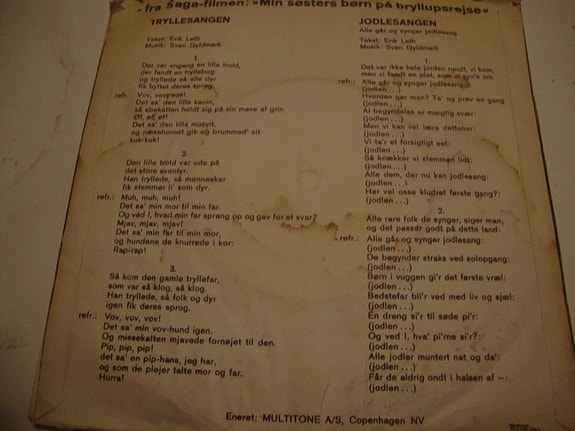 - fra Saga-filmen: »Min søsters børn på bryllupsrejse«
TRYLLESANGEN
Tekst: Erik Leth
Musik: Sven Gyldmark
1.
Der var engang en lille trold,
der fandt en tryllebog
og tryllede så alle dyr
fik byttet deres sprog.
refr.: Vov, vov, vov!
Det sa' den lille kanin,
så abekatten holdt sig på sin mave af grin.
Øf, øf, øf!
Det sa' den lille musvit,
og næsehornet gik og brummed' sit
kuk-kuk!
2.
Den lille trold var ude på
det store eventyr.
Han tryllede, så mennesker
fik stemmer li' som dyr.
refr.: Muh, muh, muh!
Det sa' min mor til min far.
Og véd I, hvad min far sprang op og gav for et svar?
Mjav, mjav, mjav!
Det sa' min far til min mor,
og hundene de knurrede i kor:
Rap-rap!
3.
Så kom den gamle tryllefar,
som var så klog, så klog.
Han tryllede, så folk og dyr
igen fik deres sprog.
refr.: Vov, vov, vov!
Det sa' min vov-hund igen.
Og missekatten mjavede fornøjet til den.
Pip, pip, pip!
det sa' en pip-hans, jeg har,
og som de plejer talte mor og far.
Hurra!
JODLESANGEN
Alle går og synger jodlesang
Tekst: Erik Leth
Musik: Sven Gyldmark
1.
Det var ikke hele jorden rundt, vi kom,
men vi fandt en plet, som vi syn's om.
refr.: Alle går og synger jodlesang:
(jodlen . . .)
Hvordan gør man? Ta' og prøv en gang
(jodlen . . .)
Al begyndelse er mægtig svær:
(jodlen . . .)
Men vi kan vel lære detteher:
(jodlen . . .)
Vi ta'r et forsigtigt sæt:
(jodlen . . .)
Så knækker vi stemmen lidt:
(jodlen . . .)
Alle dem, der nu kan jodlesang:
(jodlen . . .)
Har vel osse kludret første gang?:
(jodlen . . .)
2.
Alle rare folk de synger, siger man,
og det passer godt på dette land:
refr.: Alle går og synger jodlesang:
(jodlen . . .)
De begynder straks ved solopgang:
(jodlen . . .)
Børn i vuggen gi'r det første vræl:
(jodlen . . .)
Bedstefar bli'r ved med liv og sjæl:
(jodlen . . .)
En dreng si'r til søde pi'r:
(jodlen . . .)
Og ved I, hva' pi'rne si'r?:
(jodlen . . .)
Alle jodler muntert nat og da':
(jodlen . . .)
Får de aldrig ondt i halsen af —:
(jodlen . . .)
Eneret: MULTITONE A/S, Copenhagen NV